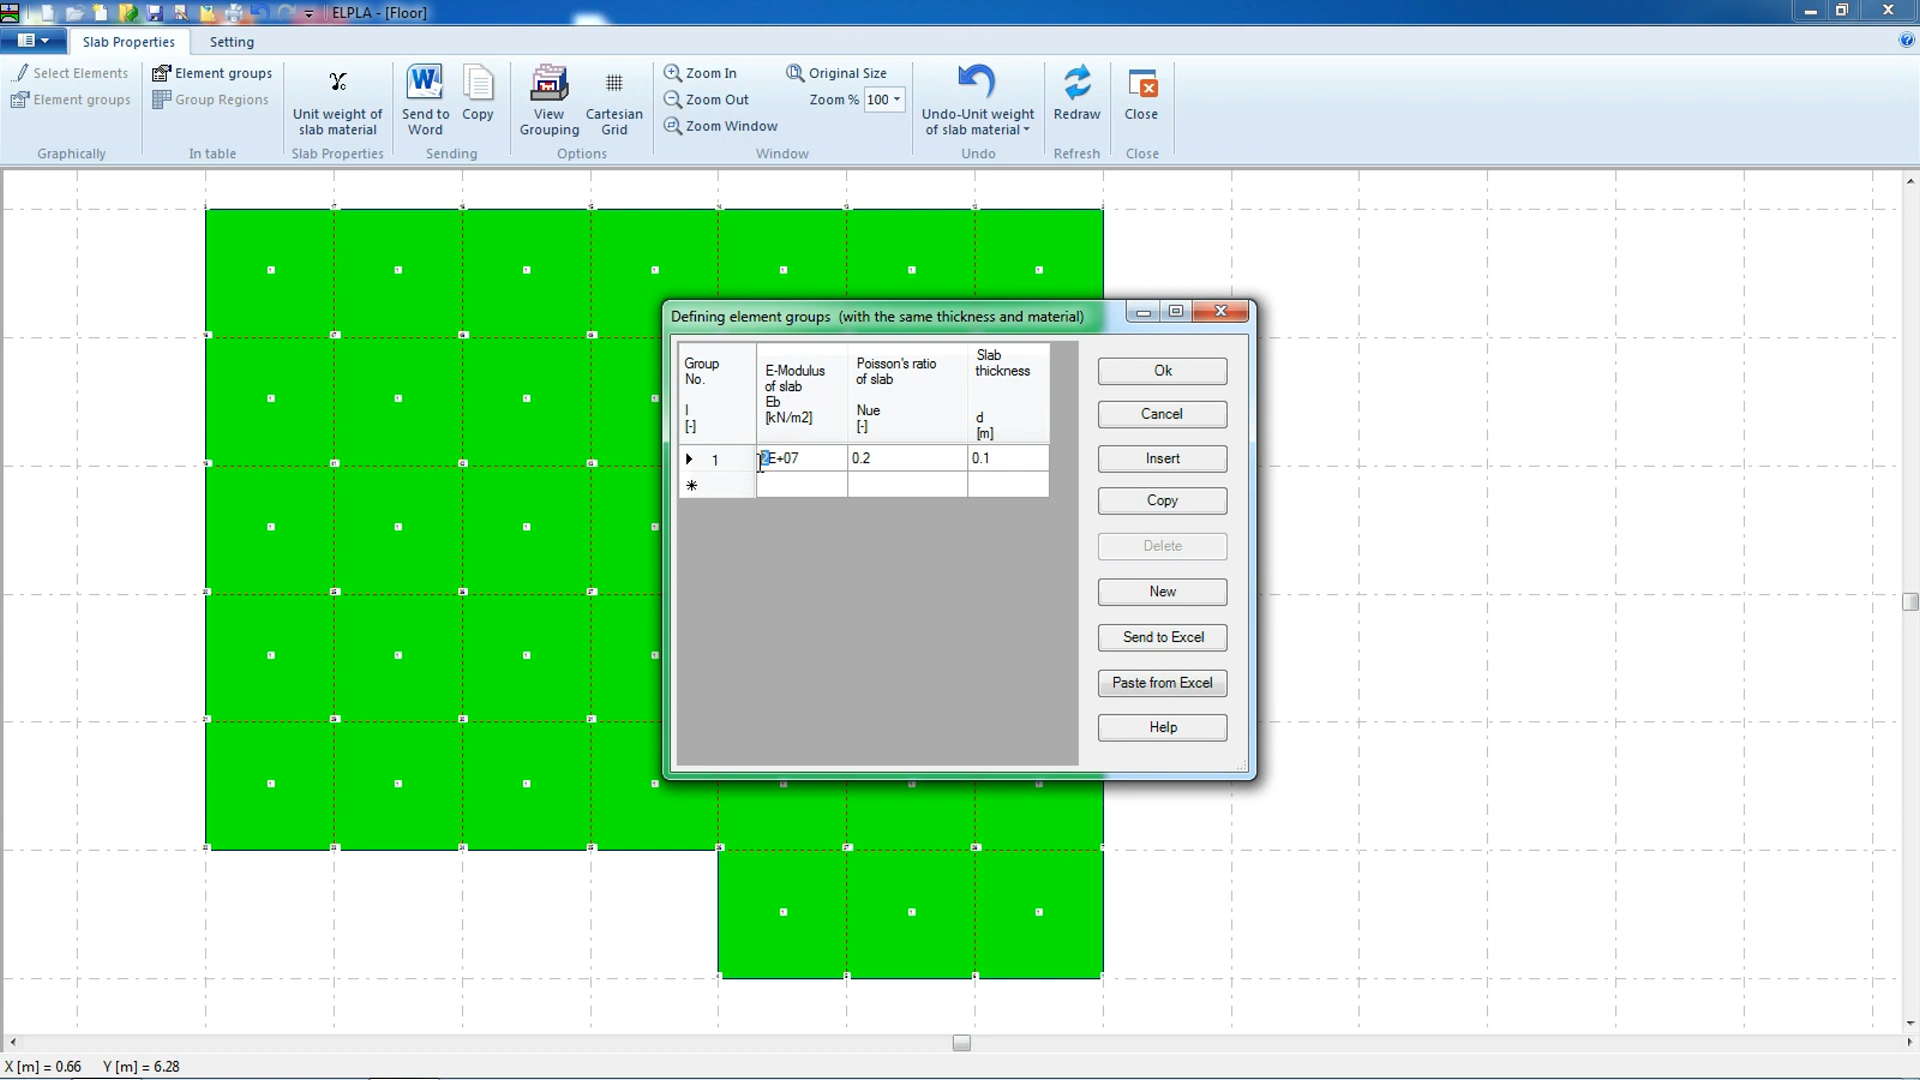 ELPLA - [Floor]
Slab Properties
Setting
Select Elements
Element groups
Graphically
Element groups
Group Regions
In table
Unit weight of
slab material
Slab Properties
Send to
Word
Copy
Sending
View
Grouping
Cartesian
Grid
Options
Zoom In
Zoom Out
Zoom Window
Original Size
Zoom % 100
Window
Undo-Unit weight
of slab material
Undo
Redraw
Refresh
Close
Close
Defining element groups (with the same thickness and material)
Group
No.
I
[-]
E-Modulus
of slab
Eb
[kN/m2]
Poisson's ratio
of slab
Nue
[-]
Slab
thickness
d
[m]
1 2E+07 0.2 0.1
Ok
Cancel
Insert
Copy
Delete
New
Send to Excel
Paste from Excel
Help
X [m] = 0.66 Y [m] = 6.28